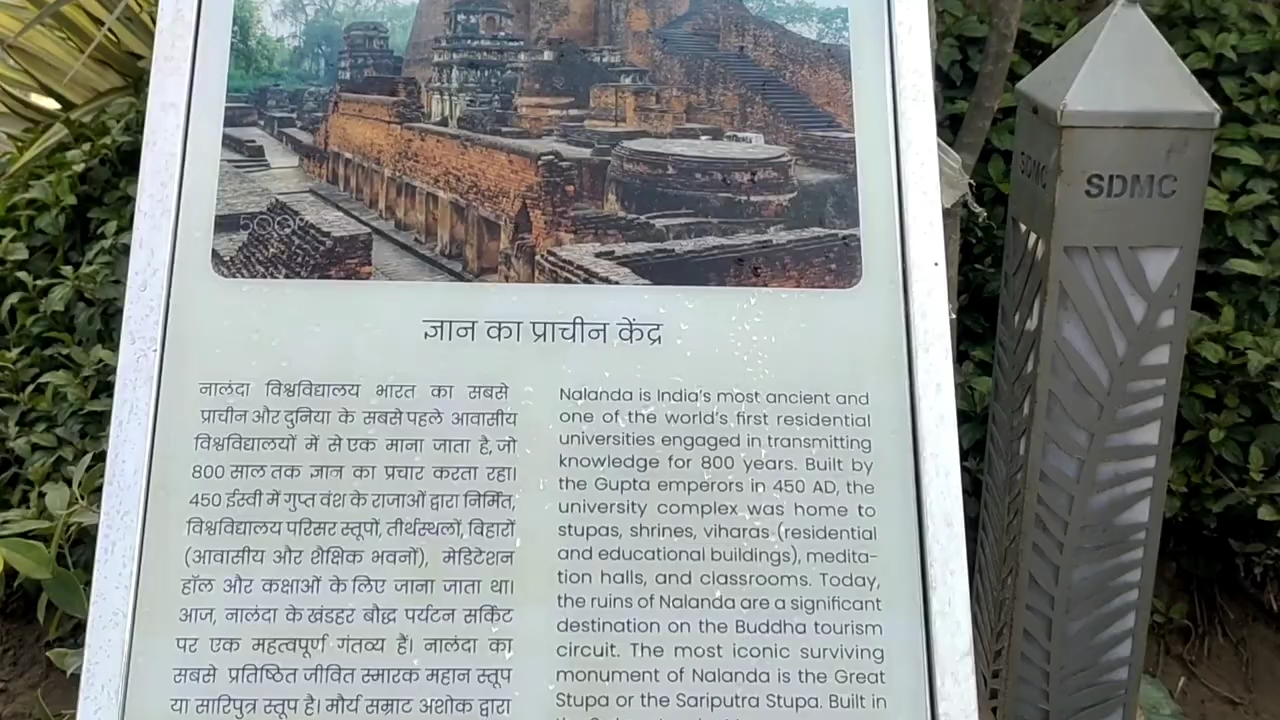 500px
SDMC
SDMC
ज्ञान का प्राचीन केंद्र
नालंदा विश्वविद्यालय भारत का सबसे
प्राचीन और दुनिया के सबसे पहले आवासीय
विश्वविद्यालयों में से एक माना जाता है, जो
800 साल तक ज्ञान का प्रचार करता रहा।
450 ईस्वी में गुप्त वंश के राजाओं द्वारा निर्मित,
विश्वविद्यालय परिसर स्तूपों, तीर्थस्थलों, विहारों
(आवासीय और शैक्षिक भवनों), मेडिटेशन
हॉल और कक्षाओं के लिए जाना जाता था।
आज, नालंदा के खंडहर बौद्ध पर्यटन सर्किट
पर एक महत्वपूर्ण गंतव्य हैं। नालंदा का
सबसे प्रतिष्ठित जीवित स्मारक महान स्तूप
या सारिपुत्र स्तूप है। मौर्य सम्राट अशोक द्वारा
Nalanda is India's most ancient and
one of the world's first residential
universities engaged in transmitting
knowledge for 800 years. Built by
the Gupta emperors in 450 AD, the
university complex was home to
stupas, shrines, viharas (residential
and educational buildings), medita-
tion halls, and classrooms. Today,
the ruins of Nalanda are a significant
destination on the Buddha tourism
circuit. The most iconic surviving
monument of Nalanda is the Great
Stupa or the Sariputra Stupa. Built in